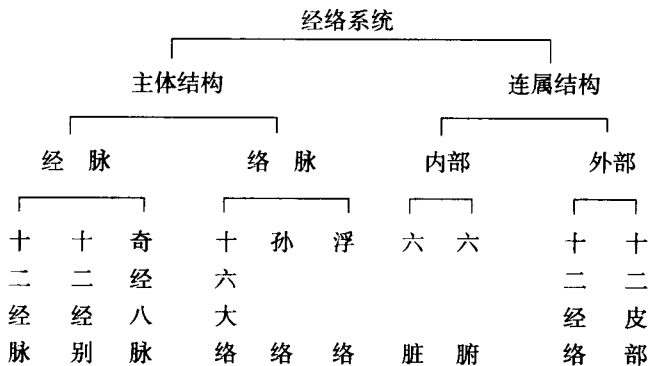 经络系统
主体结构
连属结构
经脉
络脉
内部
外部
十二经脉
十二经别
奇经八脉
十六大络
孙络
浮络
六脏
六腑
十二经络
十二皮部